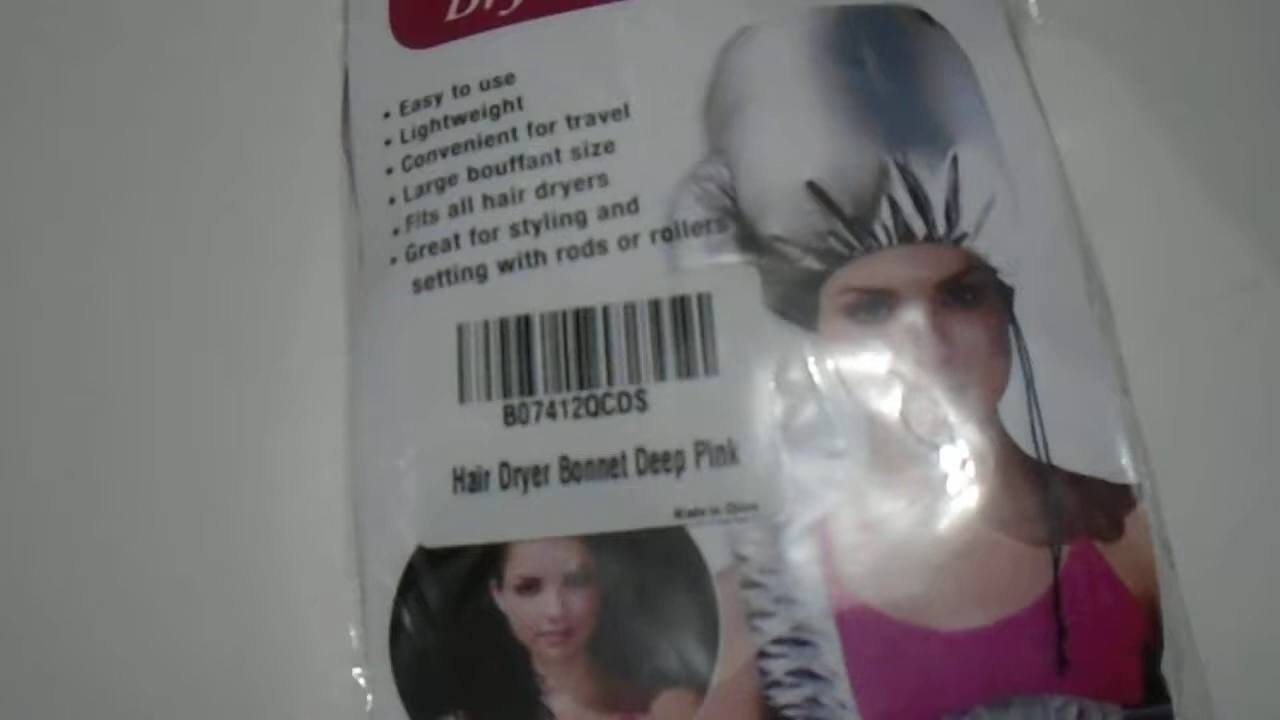 Dry
• Easy to use
• Lightweight
• Convenient for travel
• Large bouffant size
• Fits all hair dryers
• Great for styling and
setting with rods or rollers
B07412QCDS
Hair Dryer Bonnet Deep Pink
Made in China